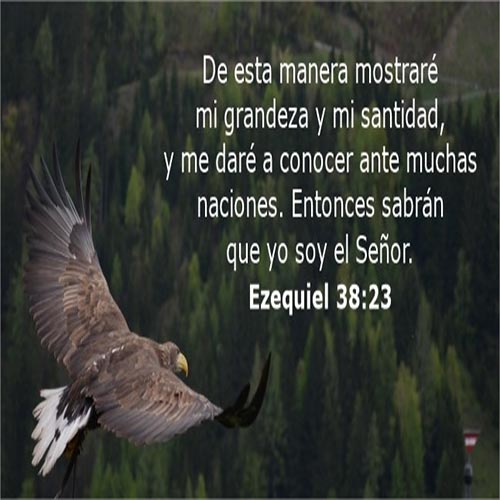 De esta manera mostraré
mi grandeza y mi santidad,
y me daré a conocer ante muchas
naciones. Entonces sabrán
que yo soy el Señor.
Ezequiel 38:23